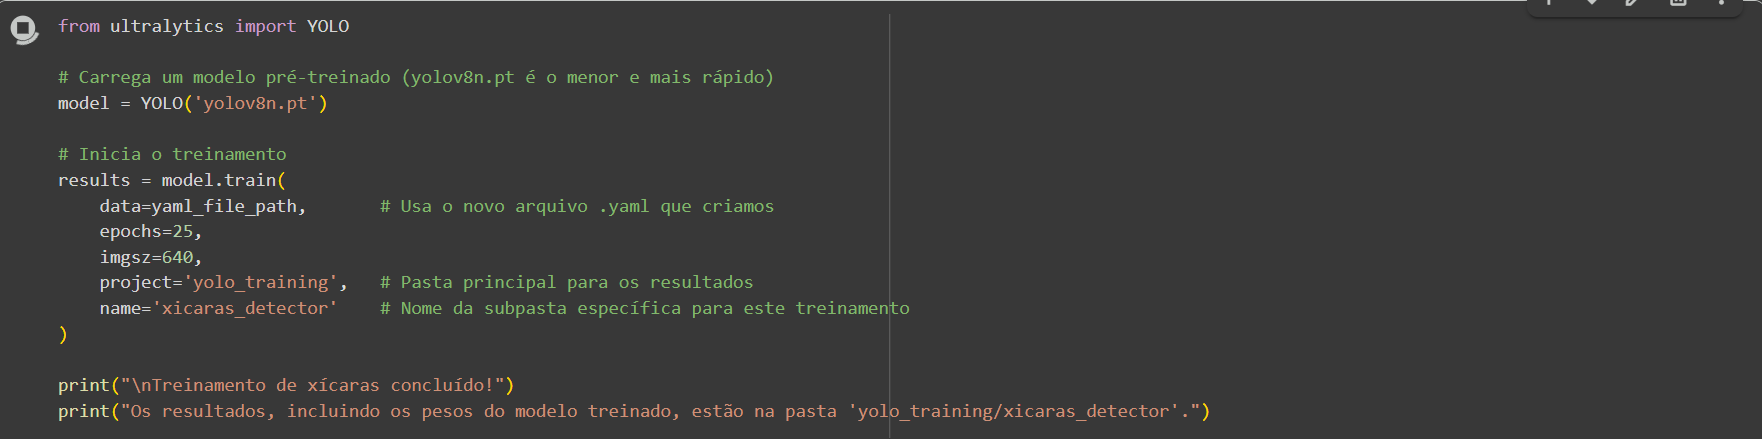 from ultralytics import YOLO
# Carrega um modelo pré-treinado (yolov8n.pt é o menor e mais rápido)
model = YOLO('yolov8n.pt')
# Inicia o treinamento
results = model.train(
    data=yaml_file_path,       # Usa o novo arquivo .yaml que criamos
    epochs=25,
    imgsz=640,
    project='yolo_training',   # Pasta principal para os resultados
    name='xicaras_detector'    # Nome da subpasta específica para este treinamento
)
print("\nTreinamento de xícaras concluído!")
print("Os resultados, incluindo os pesos do modelo treinado, estão na pasta 'yolo_training/xicaras_detector'.")